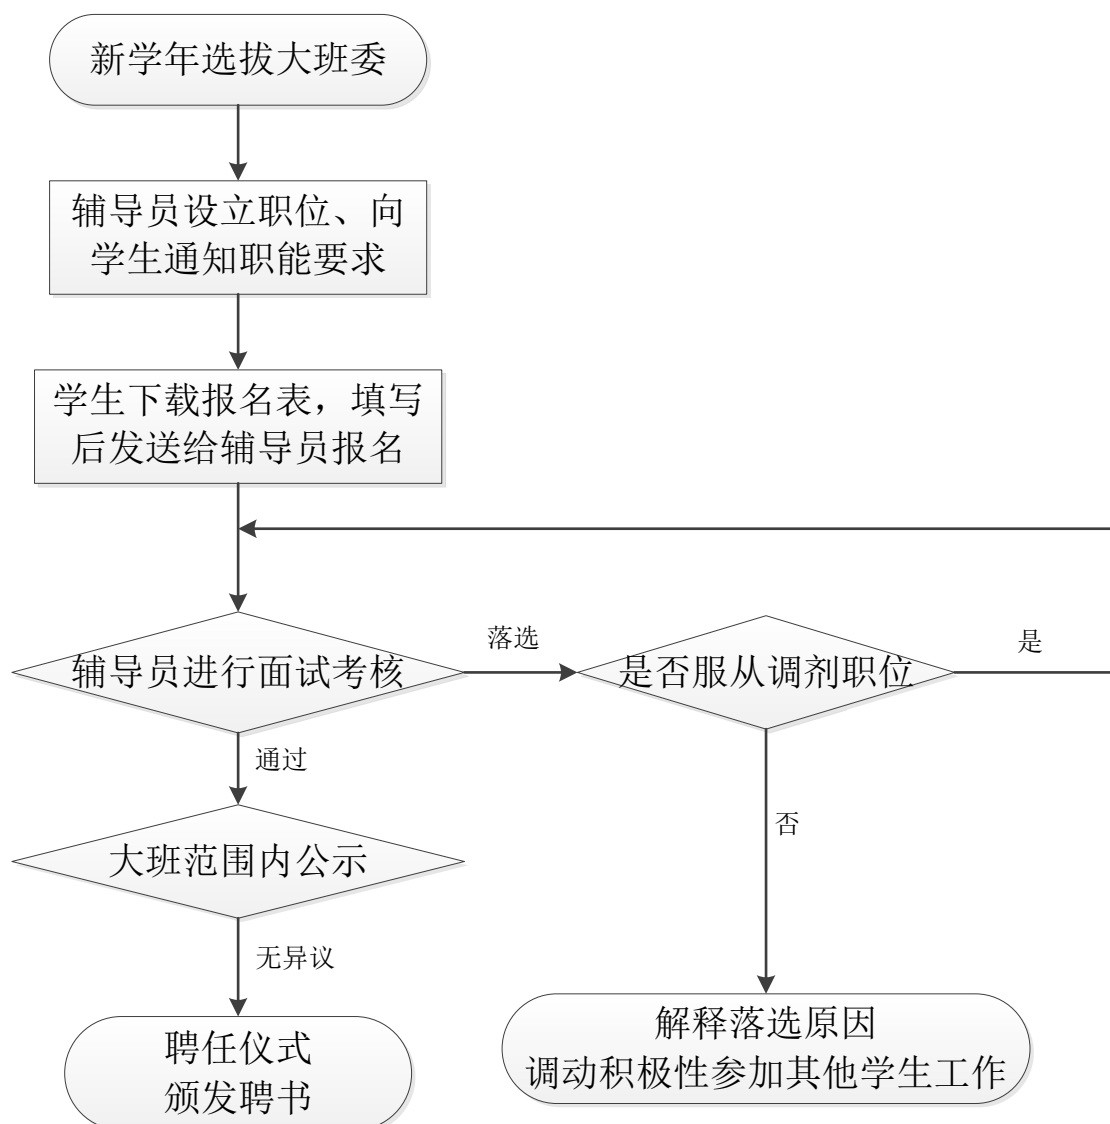 新学年选拔大班委
辅导员设立职位、向
学生通知职能要求
学生下载报名表，填写
后发送给辅导员报名
辅导员进行面试考核
落选
是否服从调剂职位
是
通过
否
大班范围内公示
无异议
聘任仪式
颁发聘书
解释落选原因
调动积极性参加其他学生工作